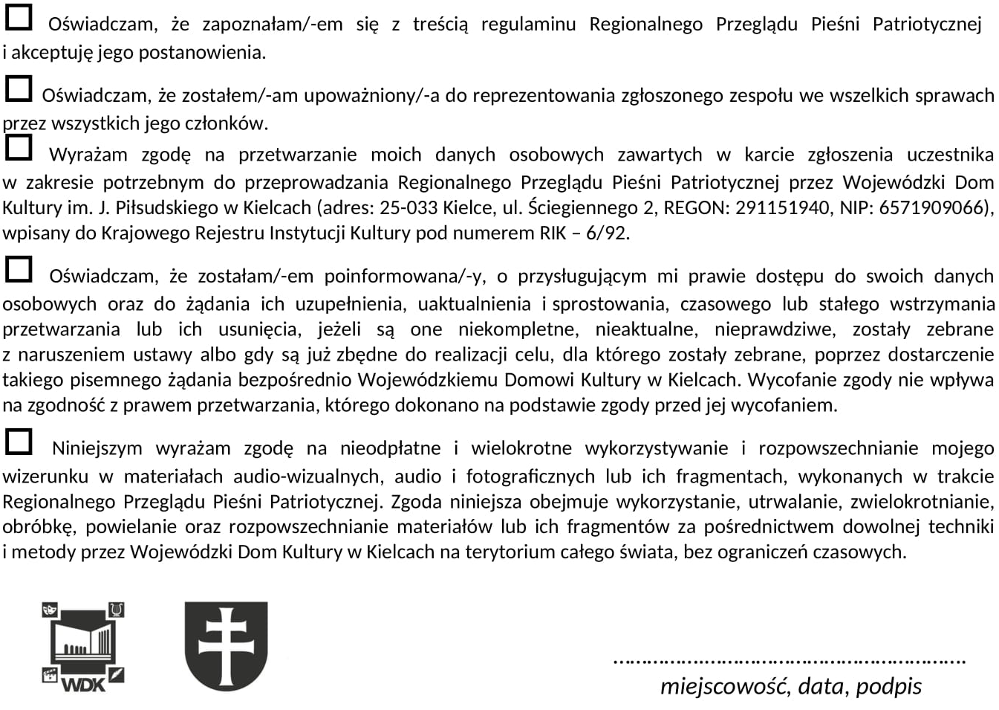 ☐ Oświadczam, że zapoznałam/-em się z treścią regulaminu Regionalnego Przeglądu Pieśni Patriotycznej
i akceptuję jego postanowienia.
☐ Oświadczam, że zostałem/-am upoważniony/-a do reprezentowania zgłoszonego zespołu we wszelkich sprawach
przez wszystkich jego członków.
☐ Wyrażam zgodę na przetwarzanie moich danych osobowych zawartych w karcie zgłoszenia uczestnika
w zakresie potrzebnym do przeprowadzania Regionalnego Przeglądu Pieśni Patriotycznej przez Wojewódzki Dom
Kultury im. J. Piłsudskiego w Kielcach (adres: 25-033 Kielce, ul. Ściegiennego 2, REGON: 291151940, NIP: 6571909066),
wpisany do Krajowego Rejestru Instytucji Kultury pod numerem RIK – 6/92.
☐ Oświadczam, że zostałam/-em poinformowana/-y, o przysługującym mi prawie dostępu do swoich danych
osobowych oraz do żądania ich uzupełnienia, uaktualnienia i sprostowania, czasowego lub stałego wstrzymania
przetwarzania lub ich usunięcia, jeżeli są one niekompletne, nieaktualne, nieprawdziwe, zostały zebrane
z naruszeniem ustawy albo gdy są już zbędne do realizacji celu, dla którego zostały zebrane, poprzez dostarczenie
takiego pisemnego żądania bezpośrednio Wojewódzkiemu Domowi Kultury w Kielcach. Wycofanie zgody nie wpływa
na zgodność z prawem przetwarzania, którego dokonano na podstawie zgody przed jej wycofaniem.
☐ Niniejszym wyrażam zgodę na nieodpłatne i wielokrotne wykorzystywanie i rozpowszechnianie mojego
wizerunku w materiałach audio-wizualnych, audio i fotograficznych lub ich fragmentach, wykonanych w trakcie
Regionalnego Przeglądu Pieśni Patriotycznej. Zgoda niniejsza obejmuje wykorzystanie, utrwalanie, zwielokrotnianie,
obróbkę, powielanie oraz rozpowszechnianie materiałów lub ich fragmentów za pośrednictwem dowolnej techniki
i metody przez Wojewódzki Dom Kultury w Kielcach na terytorium całego świata, bez ograniczeń czasowych.
WDK
……………………………………………………………
miejscowość, data, podpis